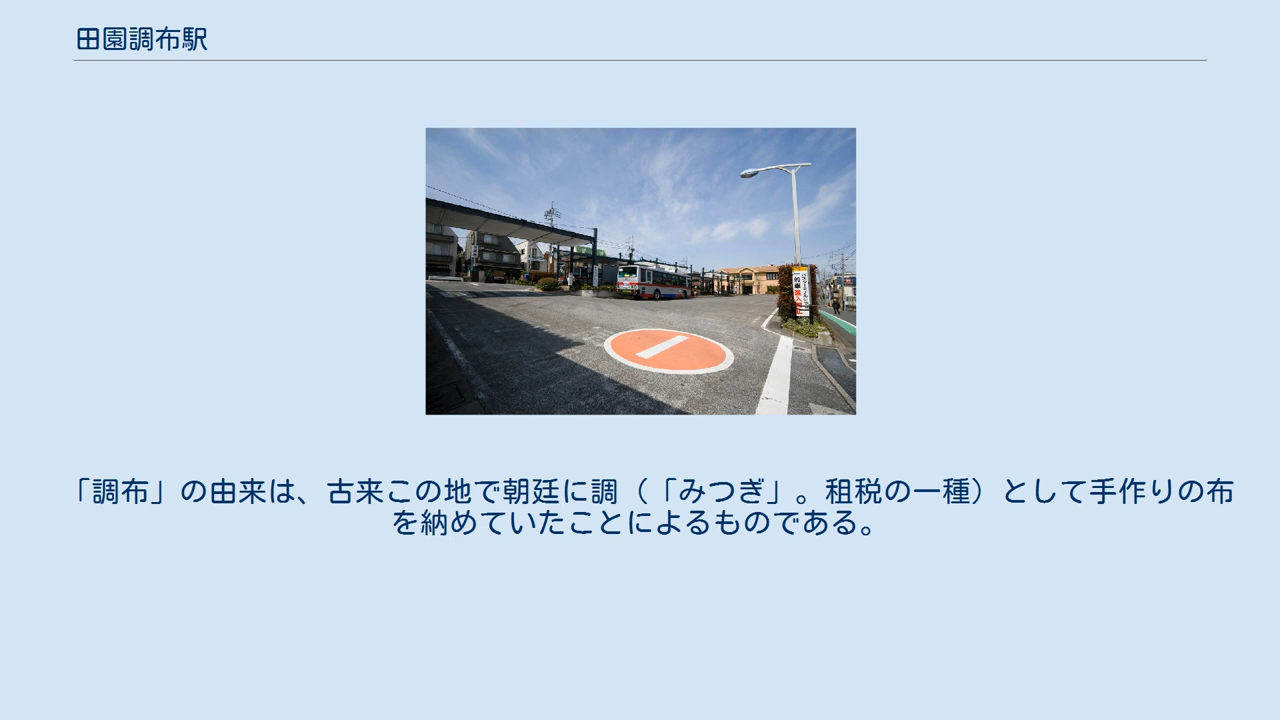 田園調布駅
「調布」の由来は、古来この地で朝廷に調（「みつぎ」。租税の一種）として手作りの布
を納めていたことによるものである。